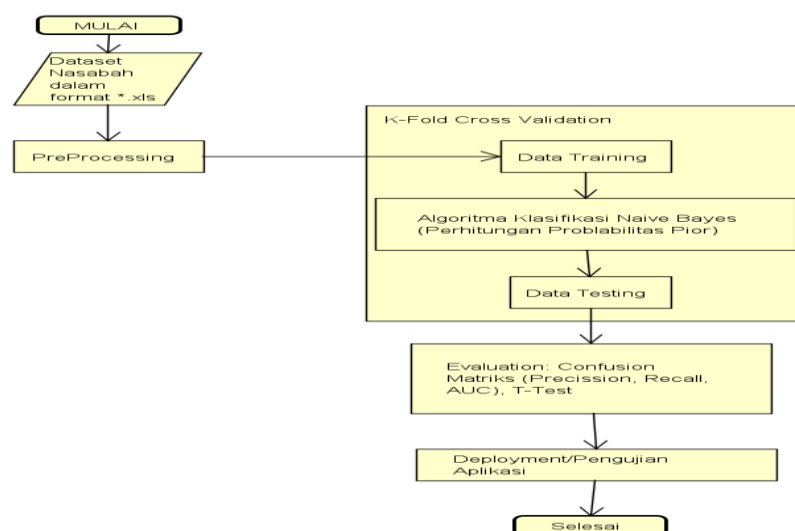 MULAI
Dataset
Nasabah
dalam
format *.xls
PreProcessing
K-Fold Cross Validation
Data Training
Algoritma Klasifikasi Naive Bayes
(Perhitungan Problabilitas Pior)
Data Testing
Evaluation: Confusion
Matriks (Precission, Recall,
AUC), T-Test
Deployment/Pengujian
Aplikasi
Selesai